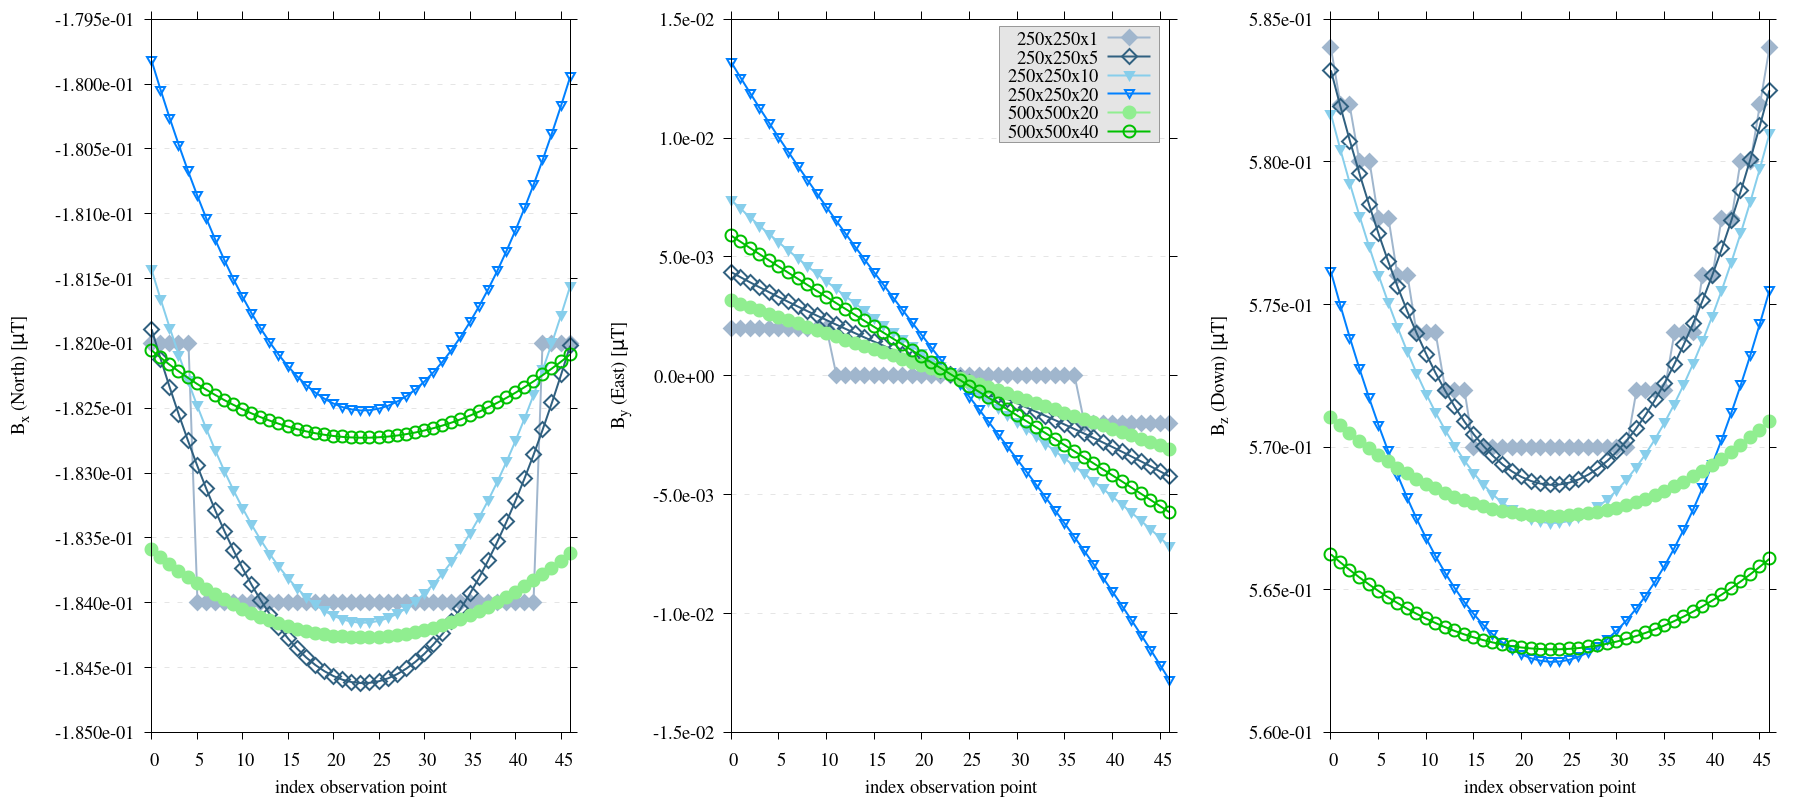 Bx (North) [μT]
-1.795e-01
-1.800e-01
-1.805e-01
-1.810e-01
-1.815e-01
-1.820e-01
-1.825e-01
-1.830e-01
-1.835e-01
-1.840e-01
-1.845e-01
-1.850e-01
0 5 10 15 20 25 30 35 40 45
index observation point
By (East) [μT]
1.5e-02
1.0e-02
5.0e-03
0.0e+00
-5.0e-03
-1.0e-02
-1.5e-02
250x250x1
250x250x5
250x250x10
250x250x20
500x500x20
500x500x40
0 5 10 15 20 25 30 35 40 45
index observation point
Bz (Down) [μT]
5.85e-01
5.80e-01
5.75e-01
5.70e-01
5.65e-01
5.60e-01
0 5 10 15 20 25 30 35 40 45
index observation point